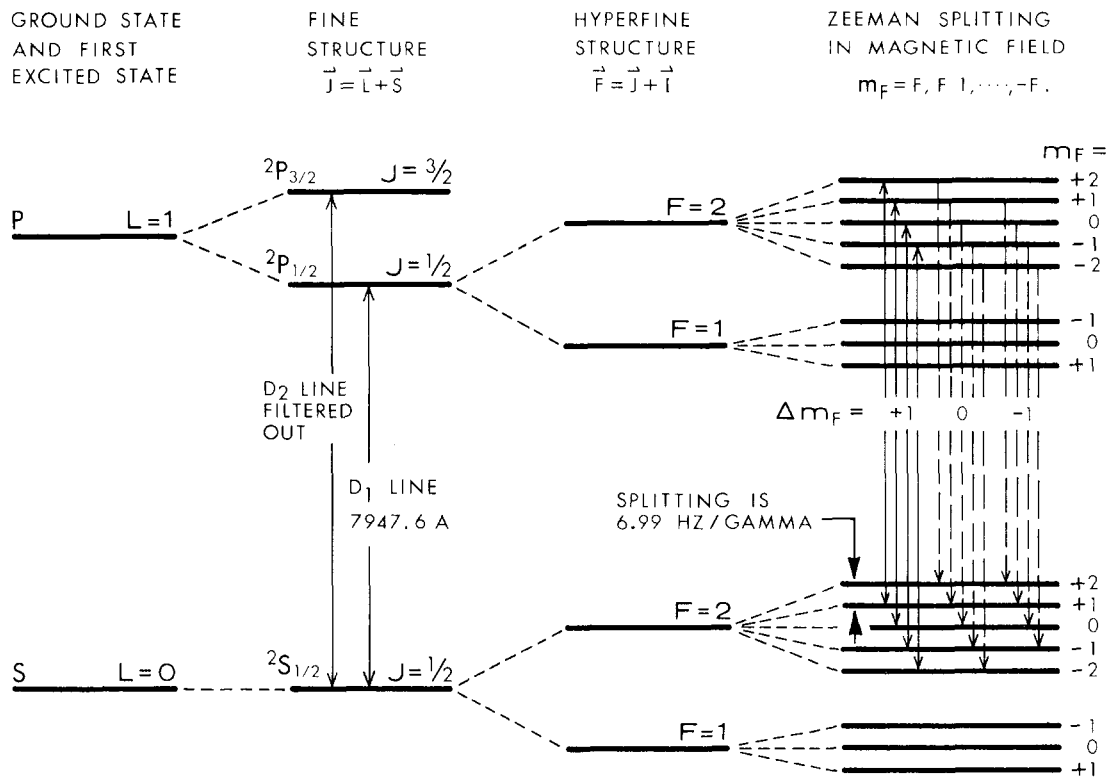 GROUND STATE
AND FIRST
EXCITED STATE
FINE
STRUCTURE
J⃗=L⃗+S⃗
HYPERFINE
STRUCTURE
F⃗=J⃗+I⃗
ZEEMAN SPLITTING
IN MAGNETIC FIELD
mF=F, F 1,····,-F.
mF=
P L=1
²P3/2 J=3/2
²P1/2 J=1/2
F=2
+2
+1
0
-1
-2
F=1
-1
0
+1
D2 LINE
FILTERED
OUT
D1 LINE
7947.6 A
ΔmF= +1 0 -1
SPLITTING IS
6.99 HZ/GAMMA
S L=0
²S1/2 J=1/2
F=2
+2
+1
0
-1
-2
F=1
-1
0
+1